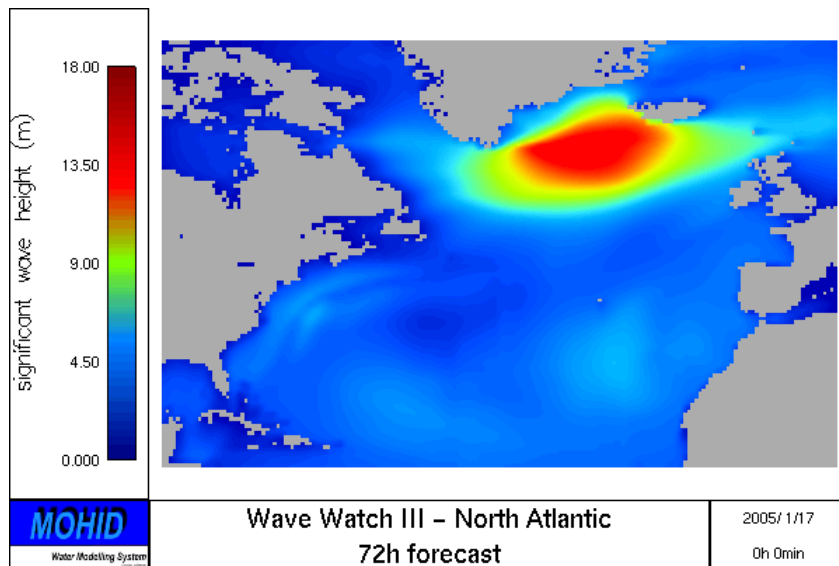 significant wave height (m)
18.00
13.50
9.00
4.50
0.000
MOHID
Water Modelling System
Wave Watch III – North Atlantic
72h forecast
2005/ 1/17
0h 0min